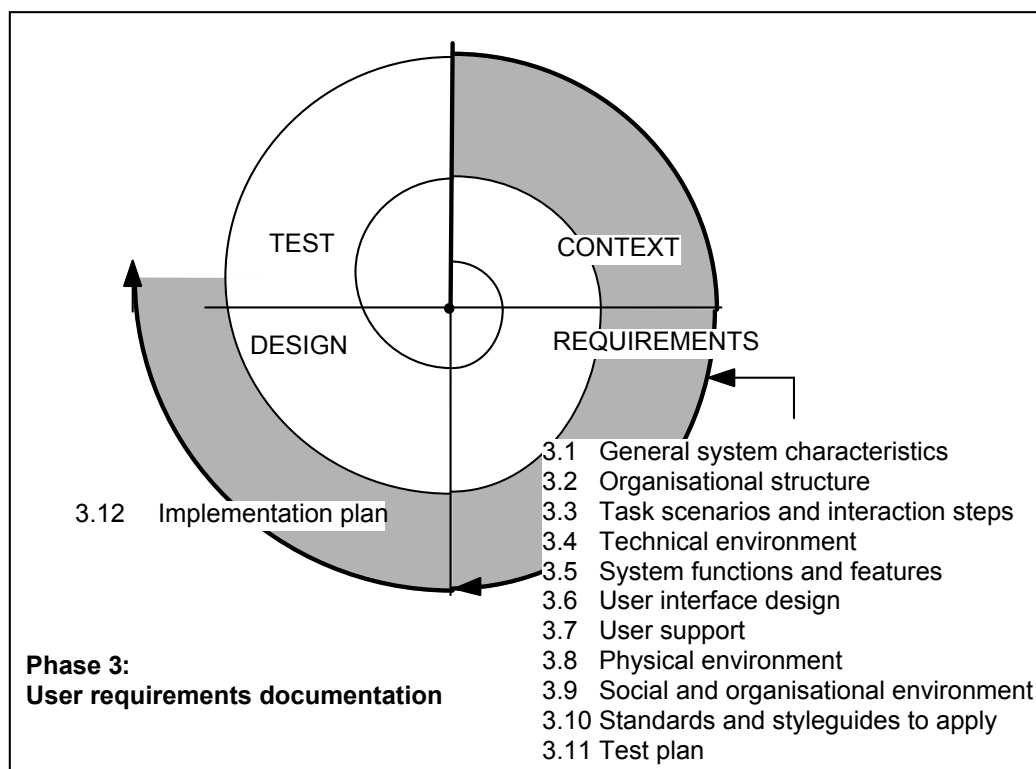 TEST
CONTEXT
DESIGN
REQUIREMENTS
3.1 General system characteristics
3.2 Organisational structure
3.3 Task scenarios and interaction steps
3.4 Technical environment
3.5 System functions and features
3.6 User interface design
3.7 User support
3.8 Physical environment
3.9 Social and organisational environment
3.10 Standards and styleguides to apply
3.11 Test plan
3.12 Implementation plan
Phase 3:
User requirements documentation